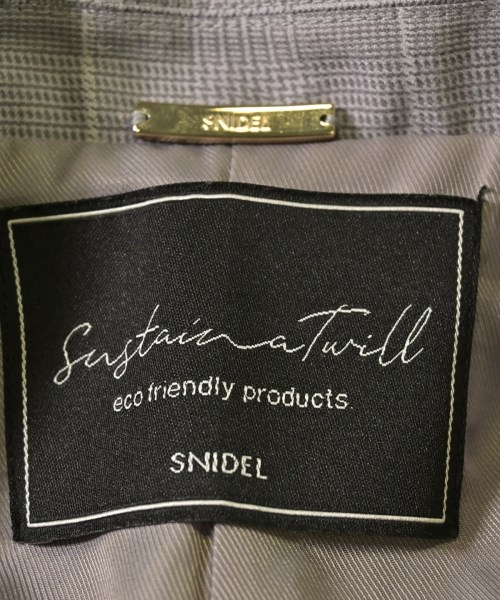 SNIDEL
SustainaTwill
eco friendly products.
SNIDEL